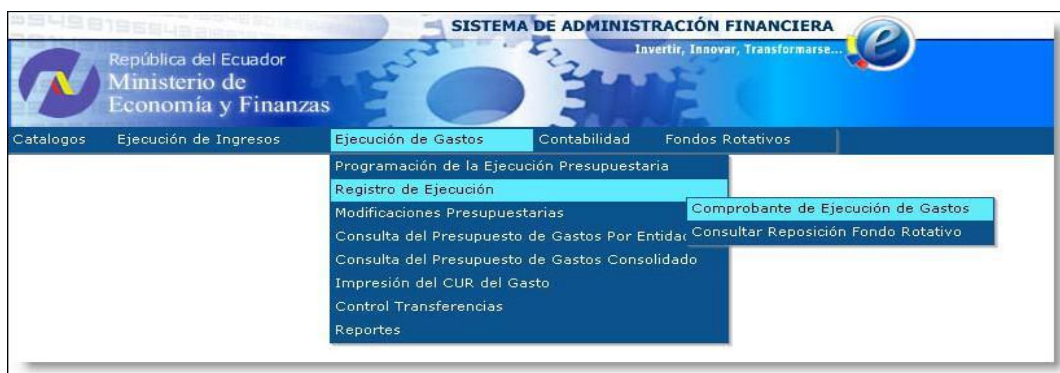 SISTEMA DE ADMINISTRACIÓN FINANCIERA
Invertir, Innovar, Transformarse...
República del Ecuador
Ministerio de
Economía y Finanzas
Catalogos Ejecución de Ingresos Ejecución de Gastos Contabilidad Fondos Rotativos
Programación de la Ejecución Presupuestaria
Registro de Ejecución
Comprobante de Ejecución de Gastos
Modificaciones Presupuestarias
Consultar Reposición Fondo Rotativo
Consulta del Presupuesto de Gastos Por Entidad
Consulta del Presupuesto de Gastos Consolidado
Impresión del CUR del Gasto
Control Transferencias
Reportes